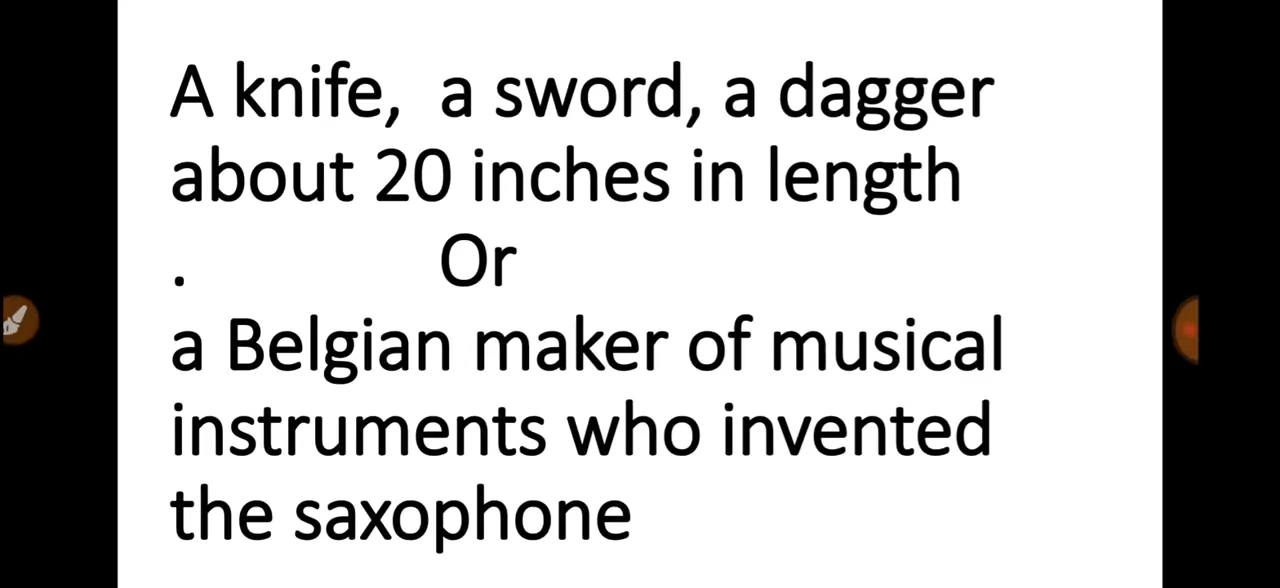 A knife,  a sword, a dagger
about 20 inches in length
.             Or
a Belgian maker of musical
instruments who invented
the saxophone